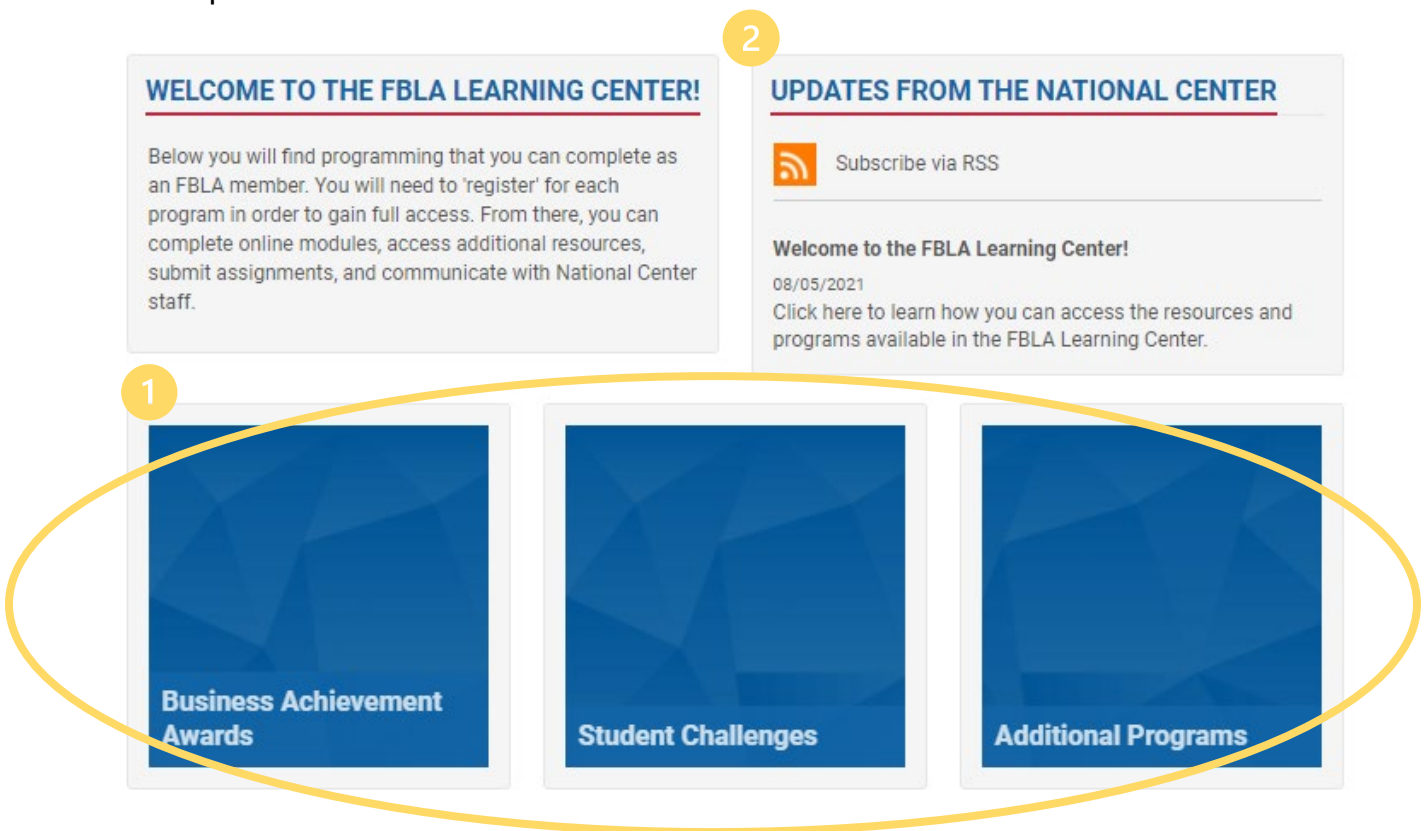 2
WELCOME TO THE FBLA LEARNING CENTER!
Below you will find programming that you can complete as
an FBLA member. You will need to 'register' for each
program in order to gain full access. From there, you can
complete online modules, access additional resources,
submit assignments, and communicate with National Center
staff.
UPDATES FROM THE NATIONAL CENTER
Subscribe via RSS
Welcome to the FBLA Learning Center!
08/05/2021
Click here to learn how you can access the resources and
programs available in the FBLA Learning Center.
1
Business Achievement
Awards
Student Challenges
Additional Programs